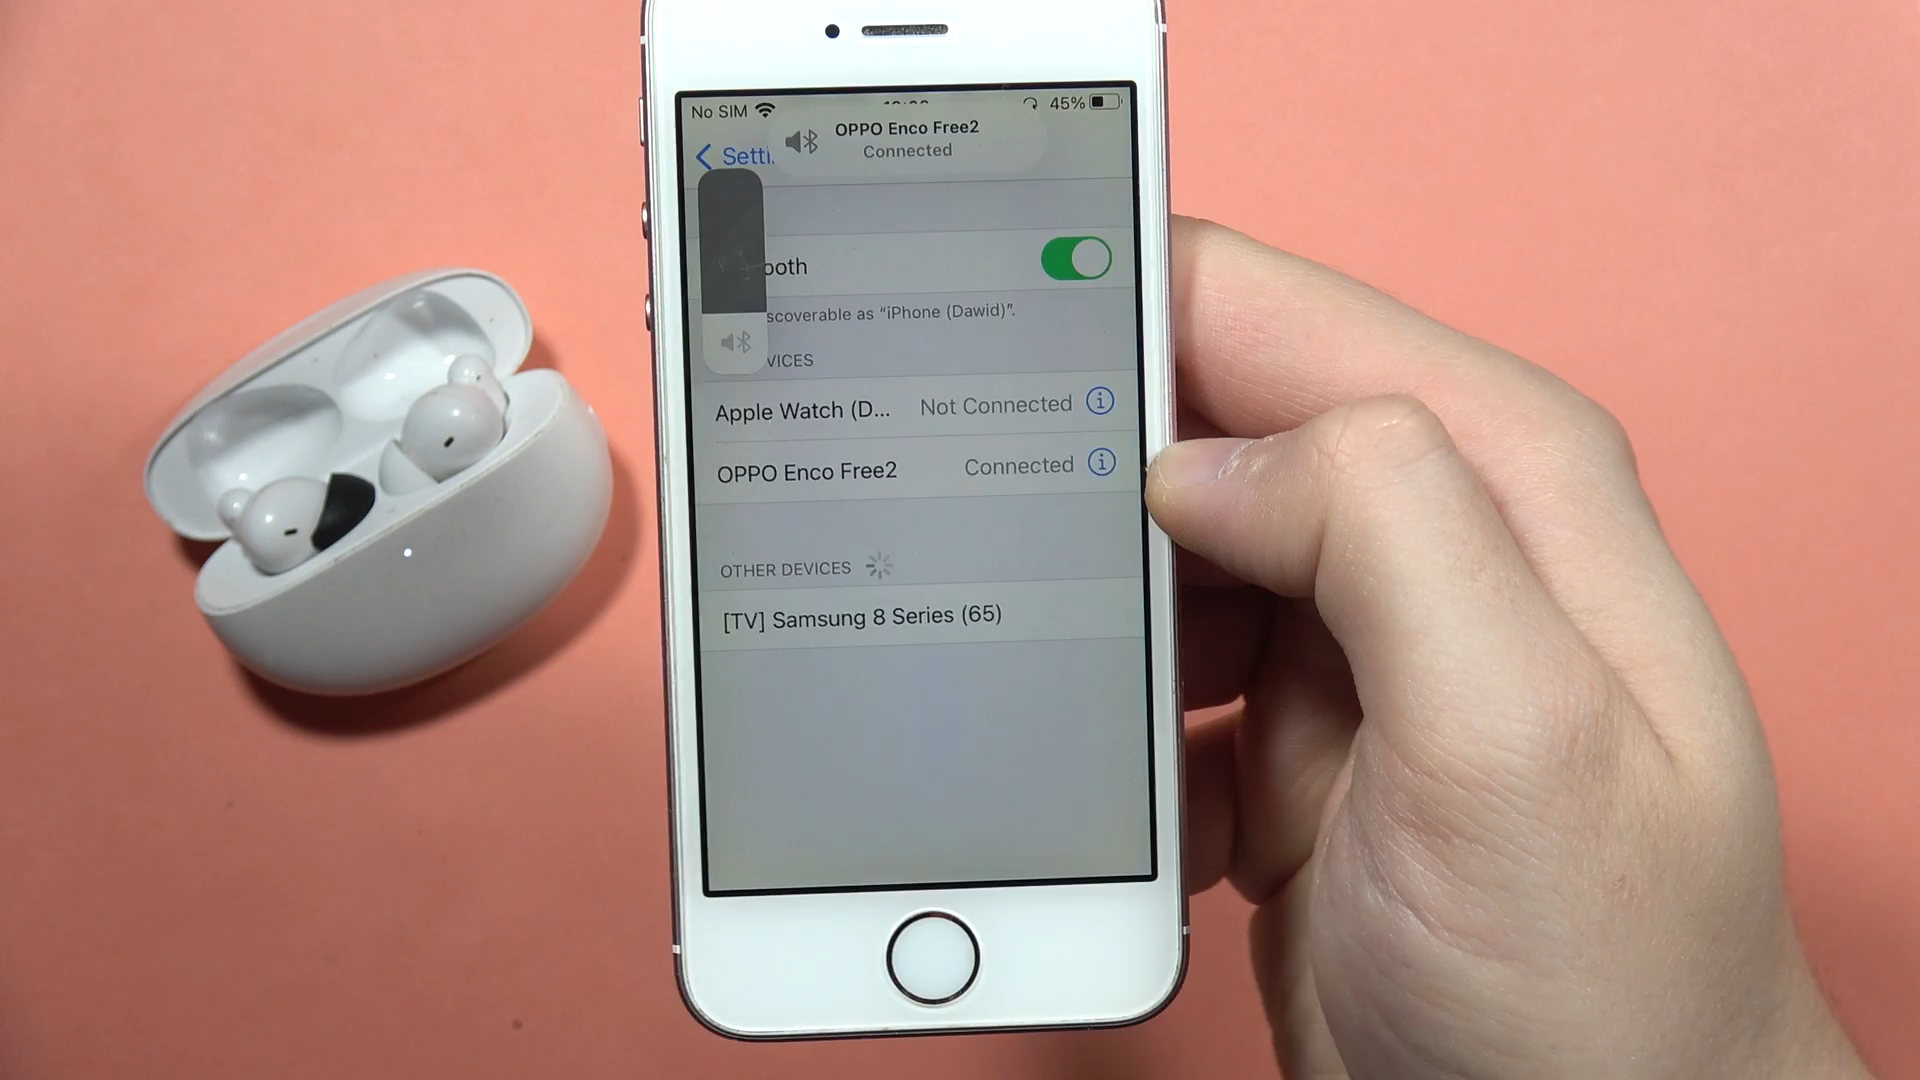 No SIM
45%
OPPO Enco Free2
Connected
Setti
ooth
scoverable as “iPhone (Dawid)”.
VICES
Apple Watch (D... Not Connected
OPPO Enco Free2 Connected
OTHER DEVICES
[TV] Samsung 8 Series (65)